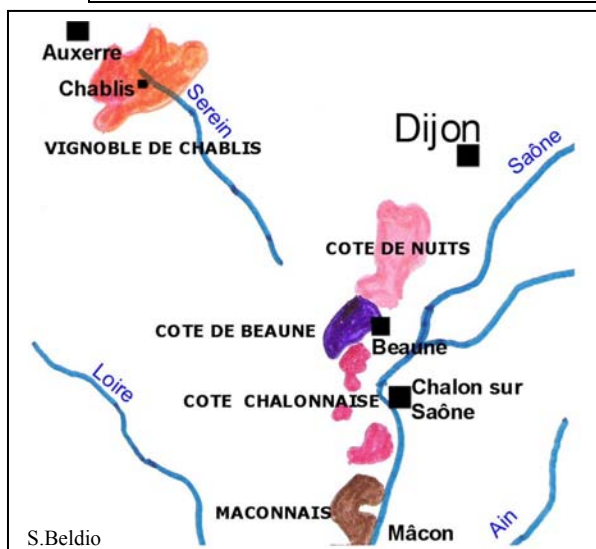 Auxerre
Chablis
Serein
VIGNOBLE DE CHABLIS
Dijon
Saône
COTE DE NUITS
COTE DE BEAUNE
Beaune
Loire
COTE CHALONNAISE
Chalon sur
Saône
MACONNAIS
Mâcon
Ain
S.Beldio